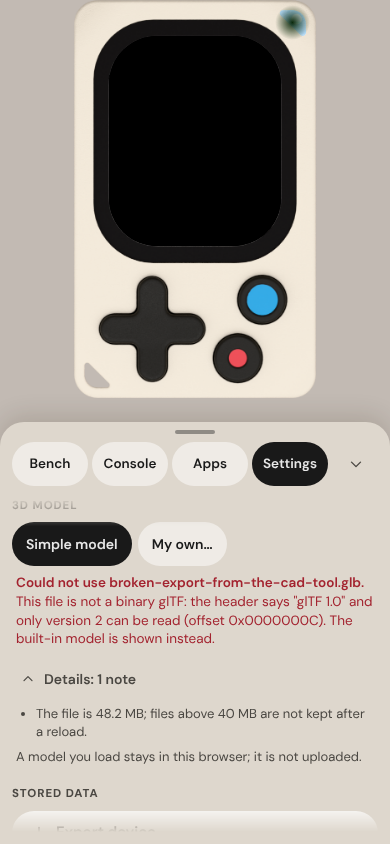 Bench
Console
Apps
Settings
3D MODEL
Simple model
My own...
Could not use broken-export-from-the-cad-tool.glb.
This file is not a binary glTF: the header says "glTF 1.0" and
only version 2 can be read (offset 0x0000000C). The
built-in model is shown instead.
Details: 1 note
• The file is 48.2 MB; files above 40 MB are not kept after
a reload.
A model you load stays in this browser; it is not uploaded.
STORED DATA
Export device